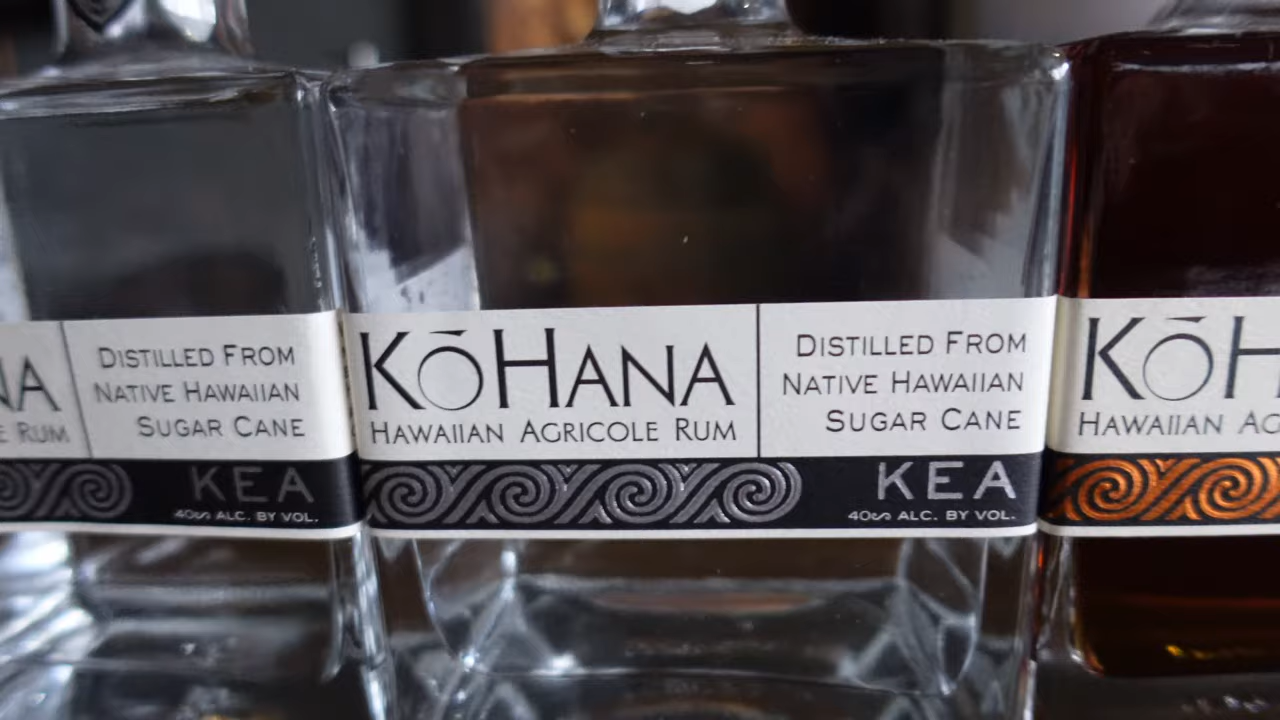 NA
RUM
DISTILLED FROM
NATIVE HAWAIIAN
SUGAR CANE
KEA
40% ALC. BY VOL.
KōHANA
HAWAIIAN AGRICOLE RUM
DISTILLED FROM
NATIVE HAWAIIAN
SUGAR CANE
KEA
40% ALC. BY VOL.
KōH
HAWAIIAN AG